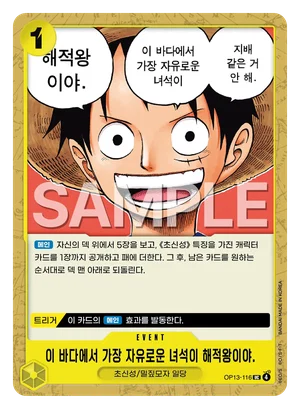 1
해적왕
이야.
이 바다에서
가장 자유로운
녀석이
지배
같은 거
안 해.
SAMPLE
메인 자신의 덱 위에서 5장을 보고, 《초신성》 특징을 가진 캐릭터
카드를 1장까지 공개하고 패에 더한다. 그 후, 남은 카드를 원하는
순서대로 덱 맨 아래로 되돌린다.
트리거 이 카드의 메인 효과를 발동한다.
EVENT
이 바다에서 가장 자유로운 녀석이 해적왕이야.
초신성/밀짚모자 일당
OP13-116
BANDAI MADE IN KOREA